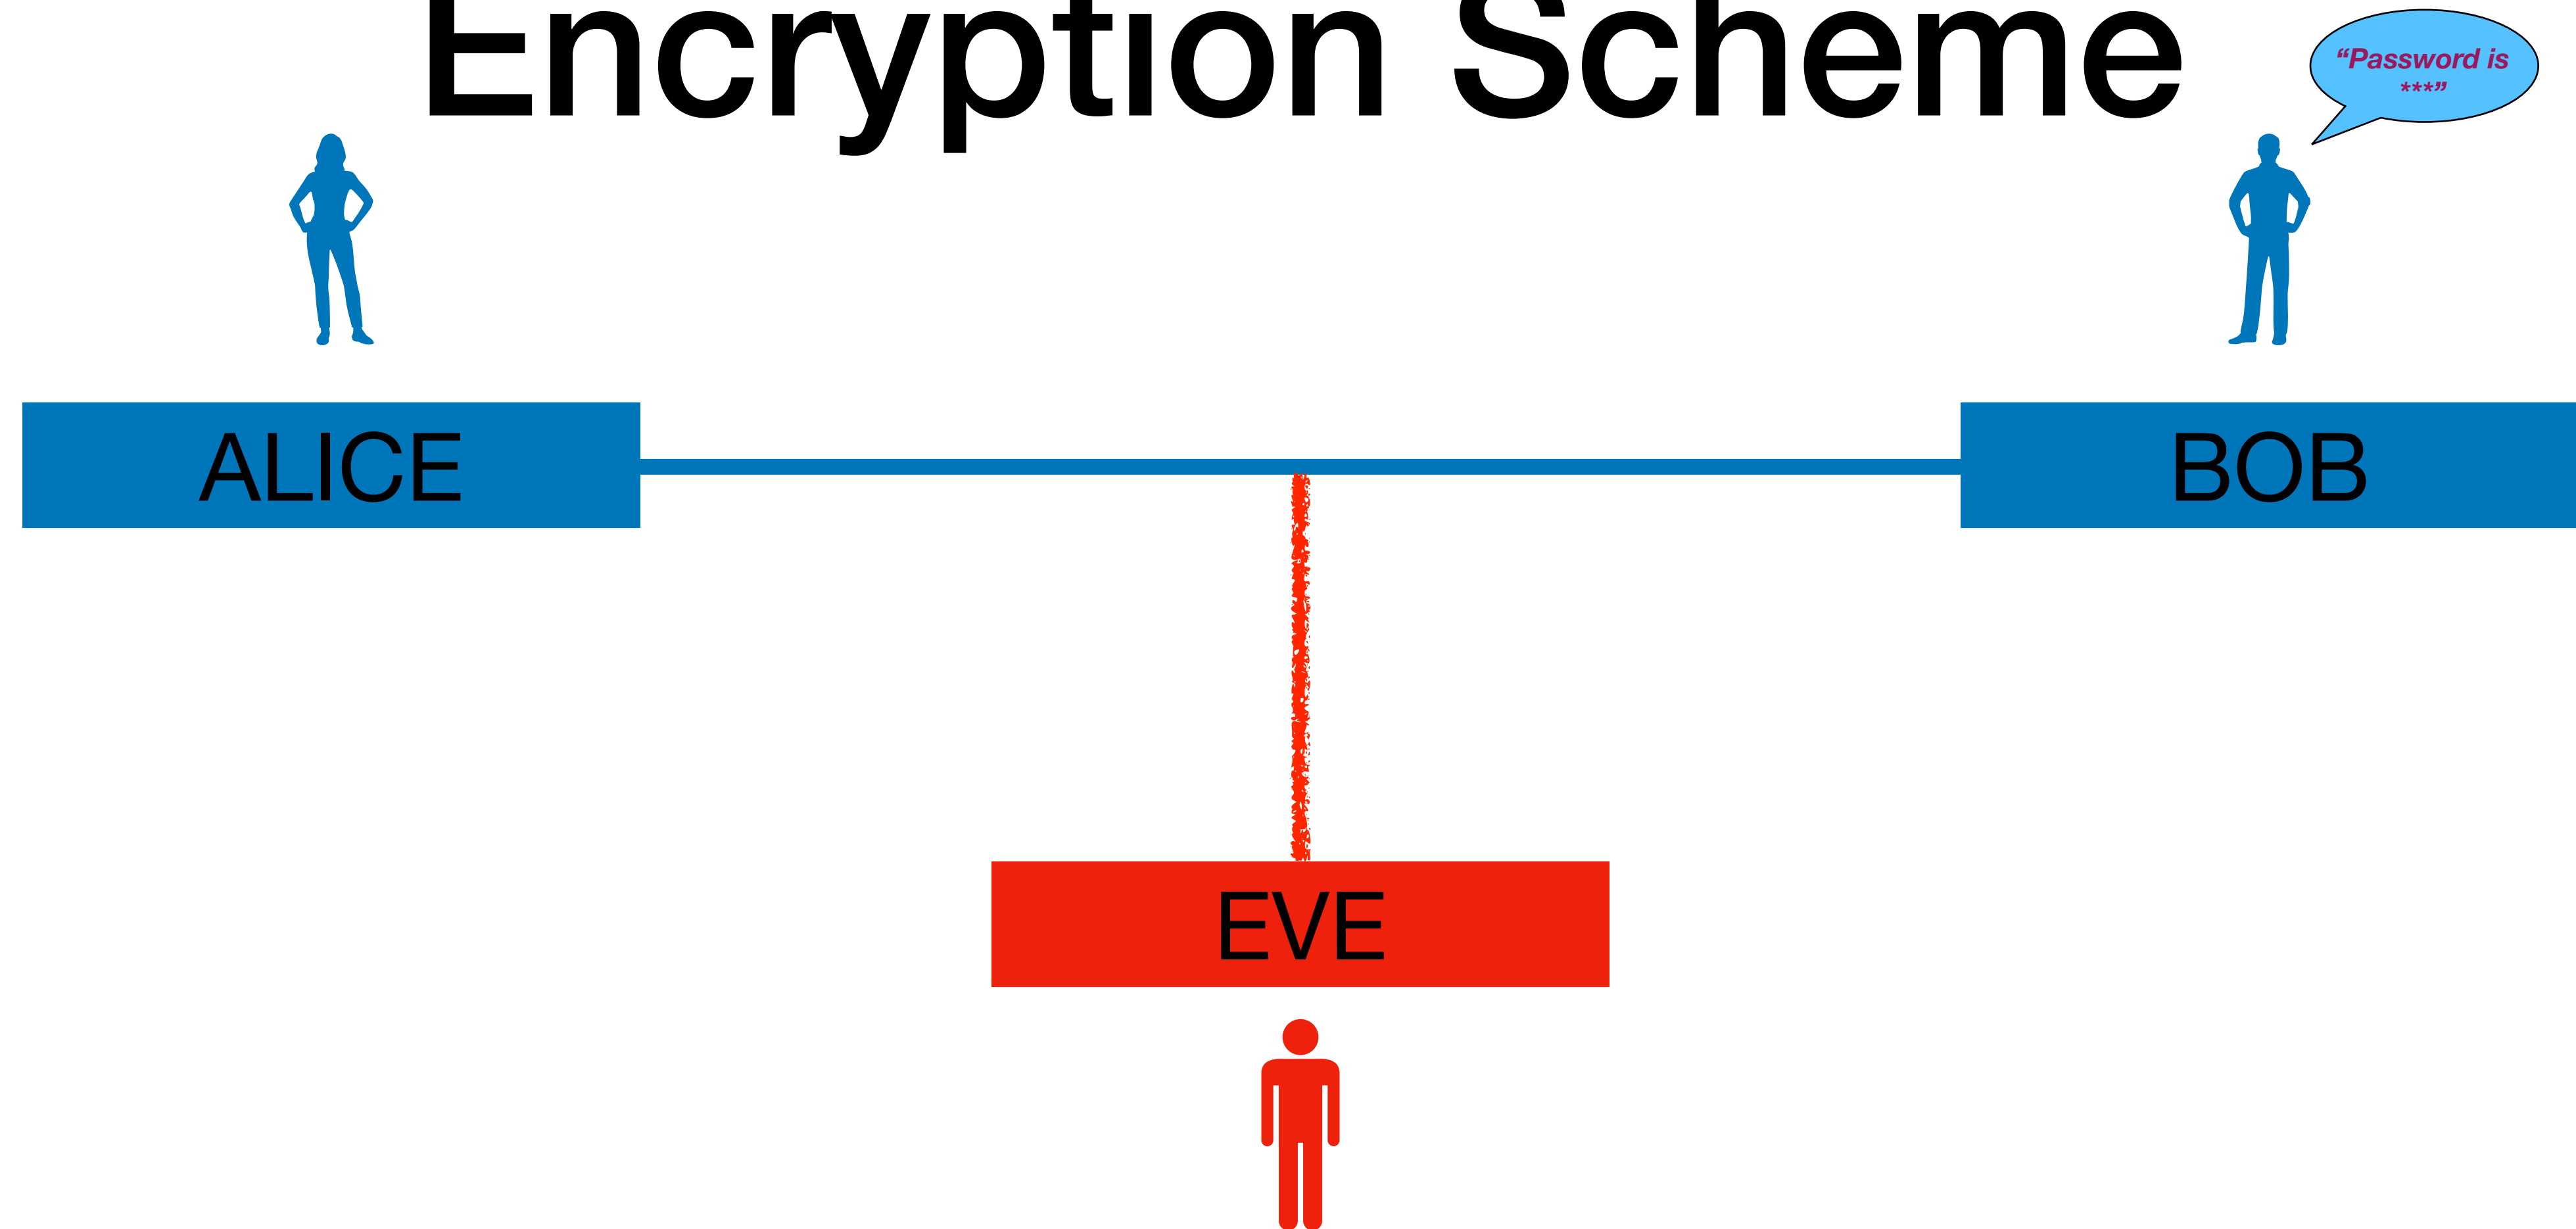 Encryption Scheme
“Password is
***”
ALICE
BOB
EVE